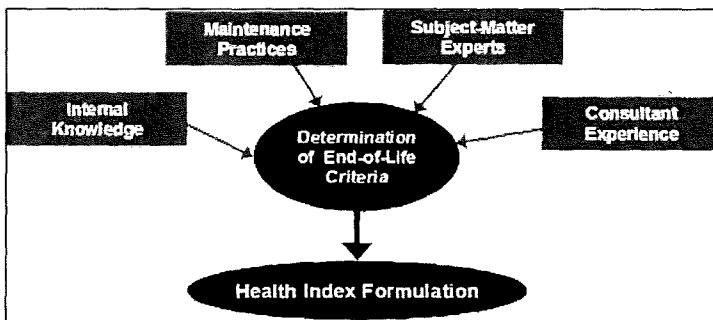 Maintenance
Practices
Subject-Matter
Experts
Internal
Knowledge
Consultant
Experience
Determination
of End-of-Life
Criteria
Health Index Formulation